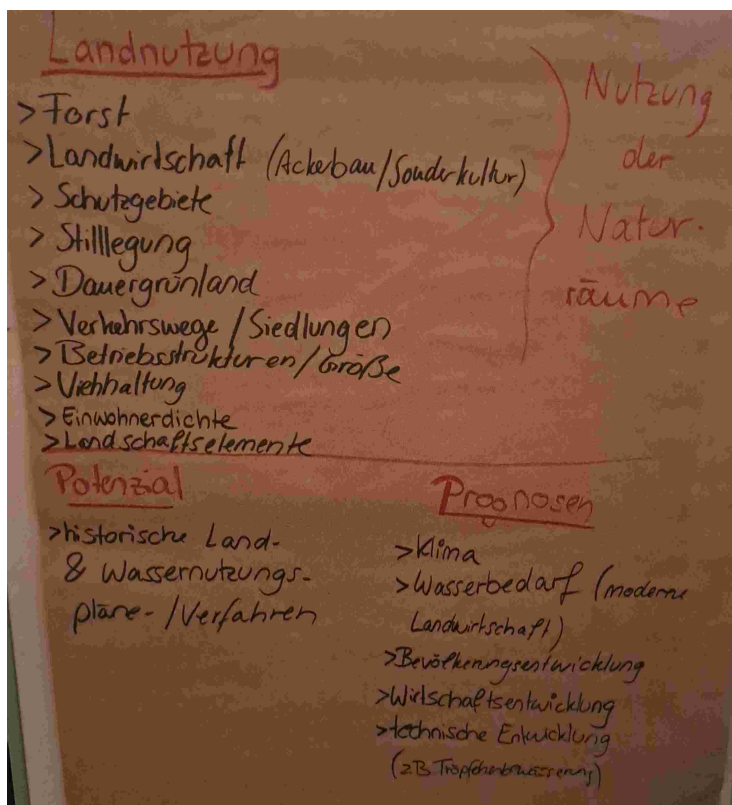 Landnutzung
> Forst
> Landwirtschaft (Ackerbau/Sonderkultur)
> Schutzgebiete
> Stilllegung
> Dauergrünland
> Verkehrswege / Siedlungen
> Betriebsstrukturen/Größe
> Viehhaltung
> Einwohnerdichte
> Landschaftselemente
Nutzung
der
Natur-
räume
Potenzial
> historische Land-
& Wassernutzungs-
pläne-/Verfahren
Prognosen
> Klima
> Wasserbedarf (moderne
Landwirtschaft)
> Bevölkerungsentwicklung
> Wirtschaftsentwicklung
> technische Entwicklung
(zB Tröpfchenbewässerung)